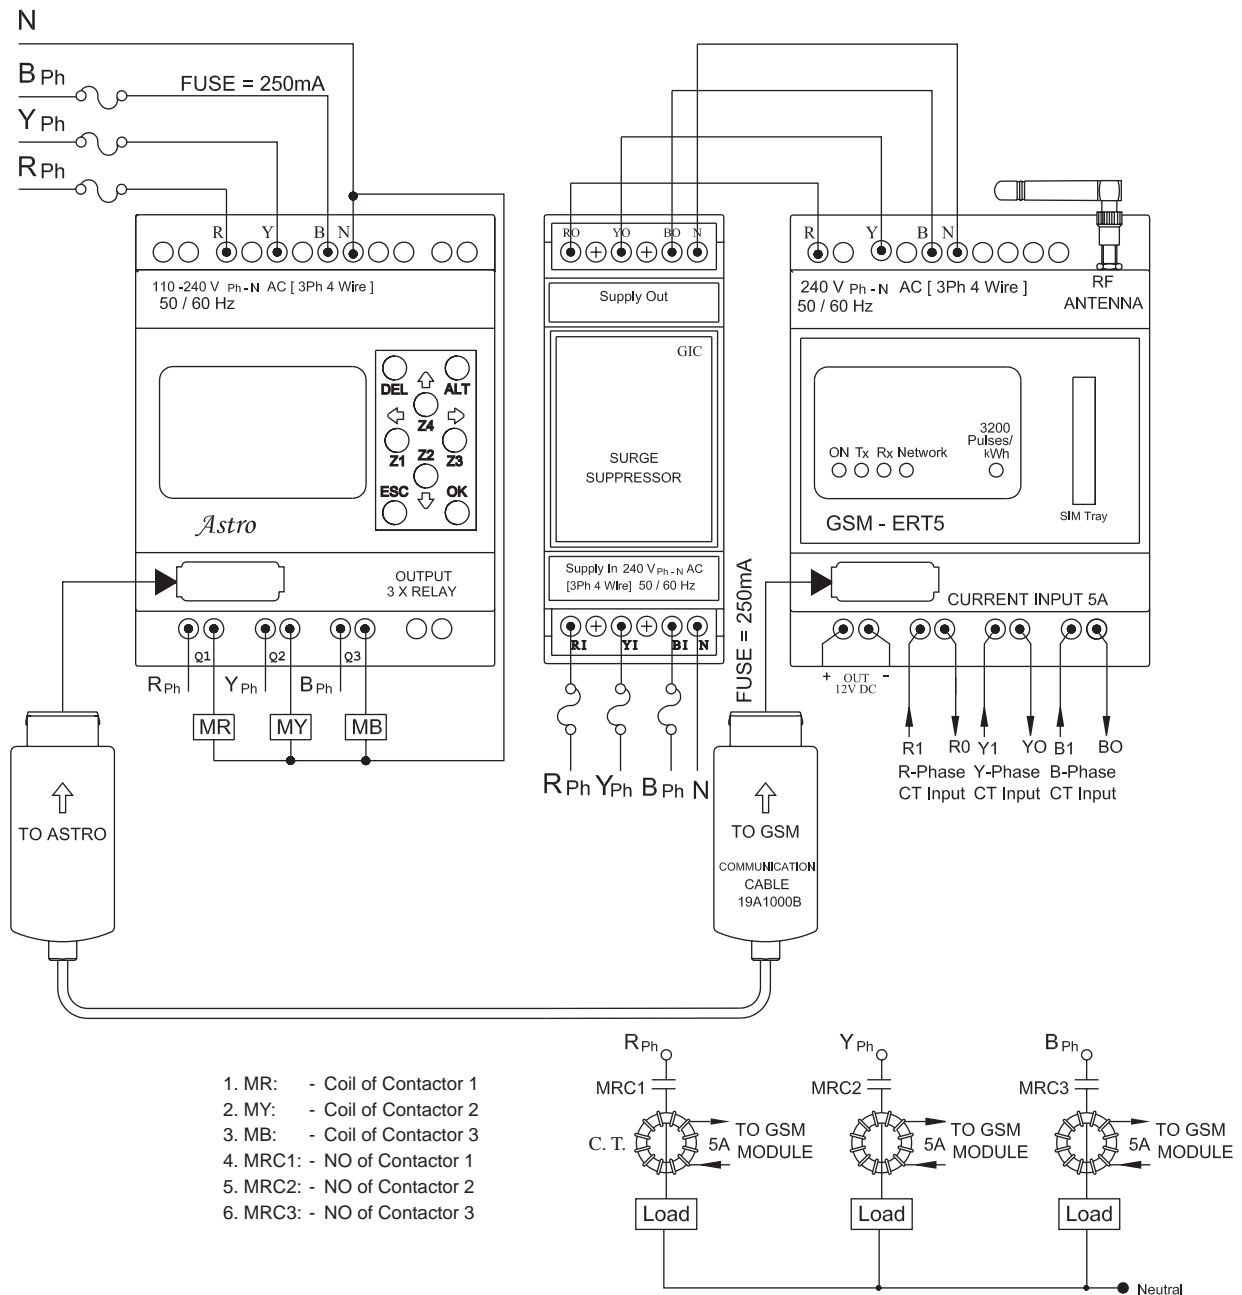 N
B Ph
FUSE = 250mA
Y Ph
R Ph
R Y B N
RO YO BO N
R Y B N
110 -240 V Ph - N AC [ 3Ph 4 Wire ]
50 / 60 Hz
Supply Out
240 V Ph - N AC [ 3Ph 4 Wire ]
50 / 60 Hz
RF
ANTENNA
DEL ALT
Z4
Z1 Z2 Z3
ESC OK
Astro
GIC
SURGE
SUPPRESSOR
3200
Pulses/
kWh
ON Tx Rx Network
GSM - ERT5
SIM Tray
OUTPUT
3 X RELAY
Supply In 240 V Ph - N AC
[3Ph 4 Wire] 50 / 60 Hz
FUSE = 250mA
CURRENT INPUT 5A
Q1 Q2 Q3
RI YI BI N
R Ph Y Ph B Ph
+ OUT -
12V DC
MR MY MB
R1 R0 Y1 YO B1 BO
R-Phase Y-Phase B-Phase
CT Input CT Input CT Input
R Ph Y Ph B Ph N
TO ASTRO
TO GSM
COMMUNICATION
CABLE
19A1000B
R Ph Y Ph B Ph
MRC1 MRC2 MRC3
C. T. 5A TO GSM
MODULE
5A TO GSM
MODULE
5A TO GSM
MODULE
Load Load Load
Neutral
1. MR: - Coil of Contactor 1
2. MY: - Coil of Contactor 2
3. MB: - Coil of Contactor 3
4. MRC1: - NO of Contactor 1
5. MRC2: - NO of Contactor 2
6. MRC3: - NO of Contactor 3